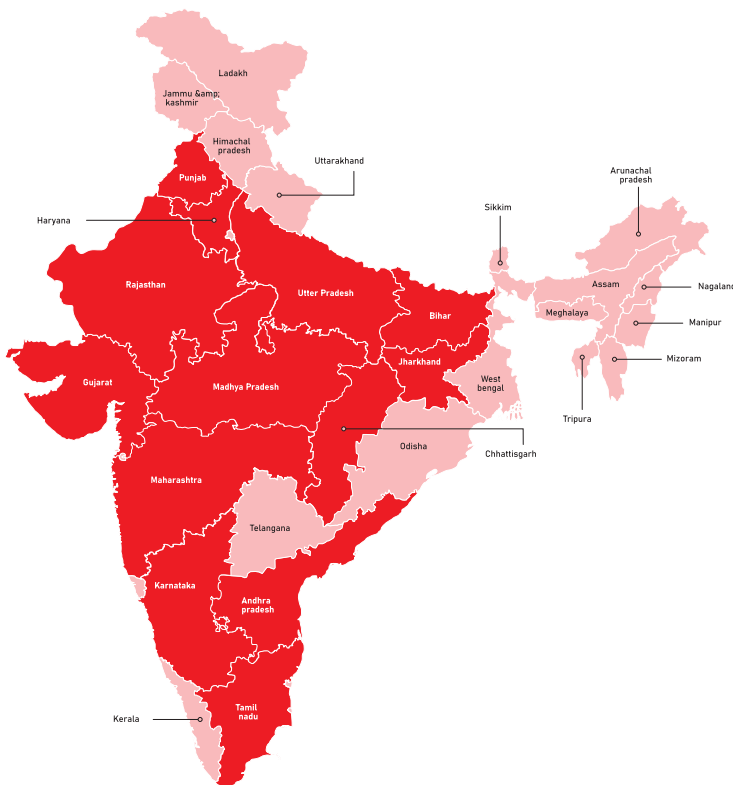 Ladakh
Jammu &amp;
kashmir
Himachal
pradesh
Uttarakhand
Punjab
Arunachal
pradesh
Sikkim
Haryana
Rajasthan
Utter Pradesh
Assam
Nagaland
Bihar
Meghalaya
Manipur
Jharkhand
Mizoram
Gujarat
Madhya Pradesh
West
bengal
Tripura
Odisha
Chhattisgarh
Maharashtra
Telangana
Karnataka
Andhra
pradesh
Tamil
nadu
Kerala